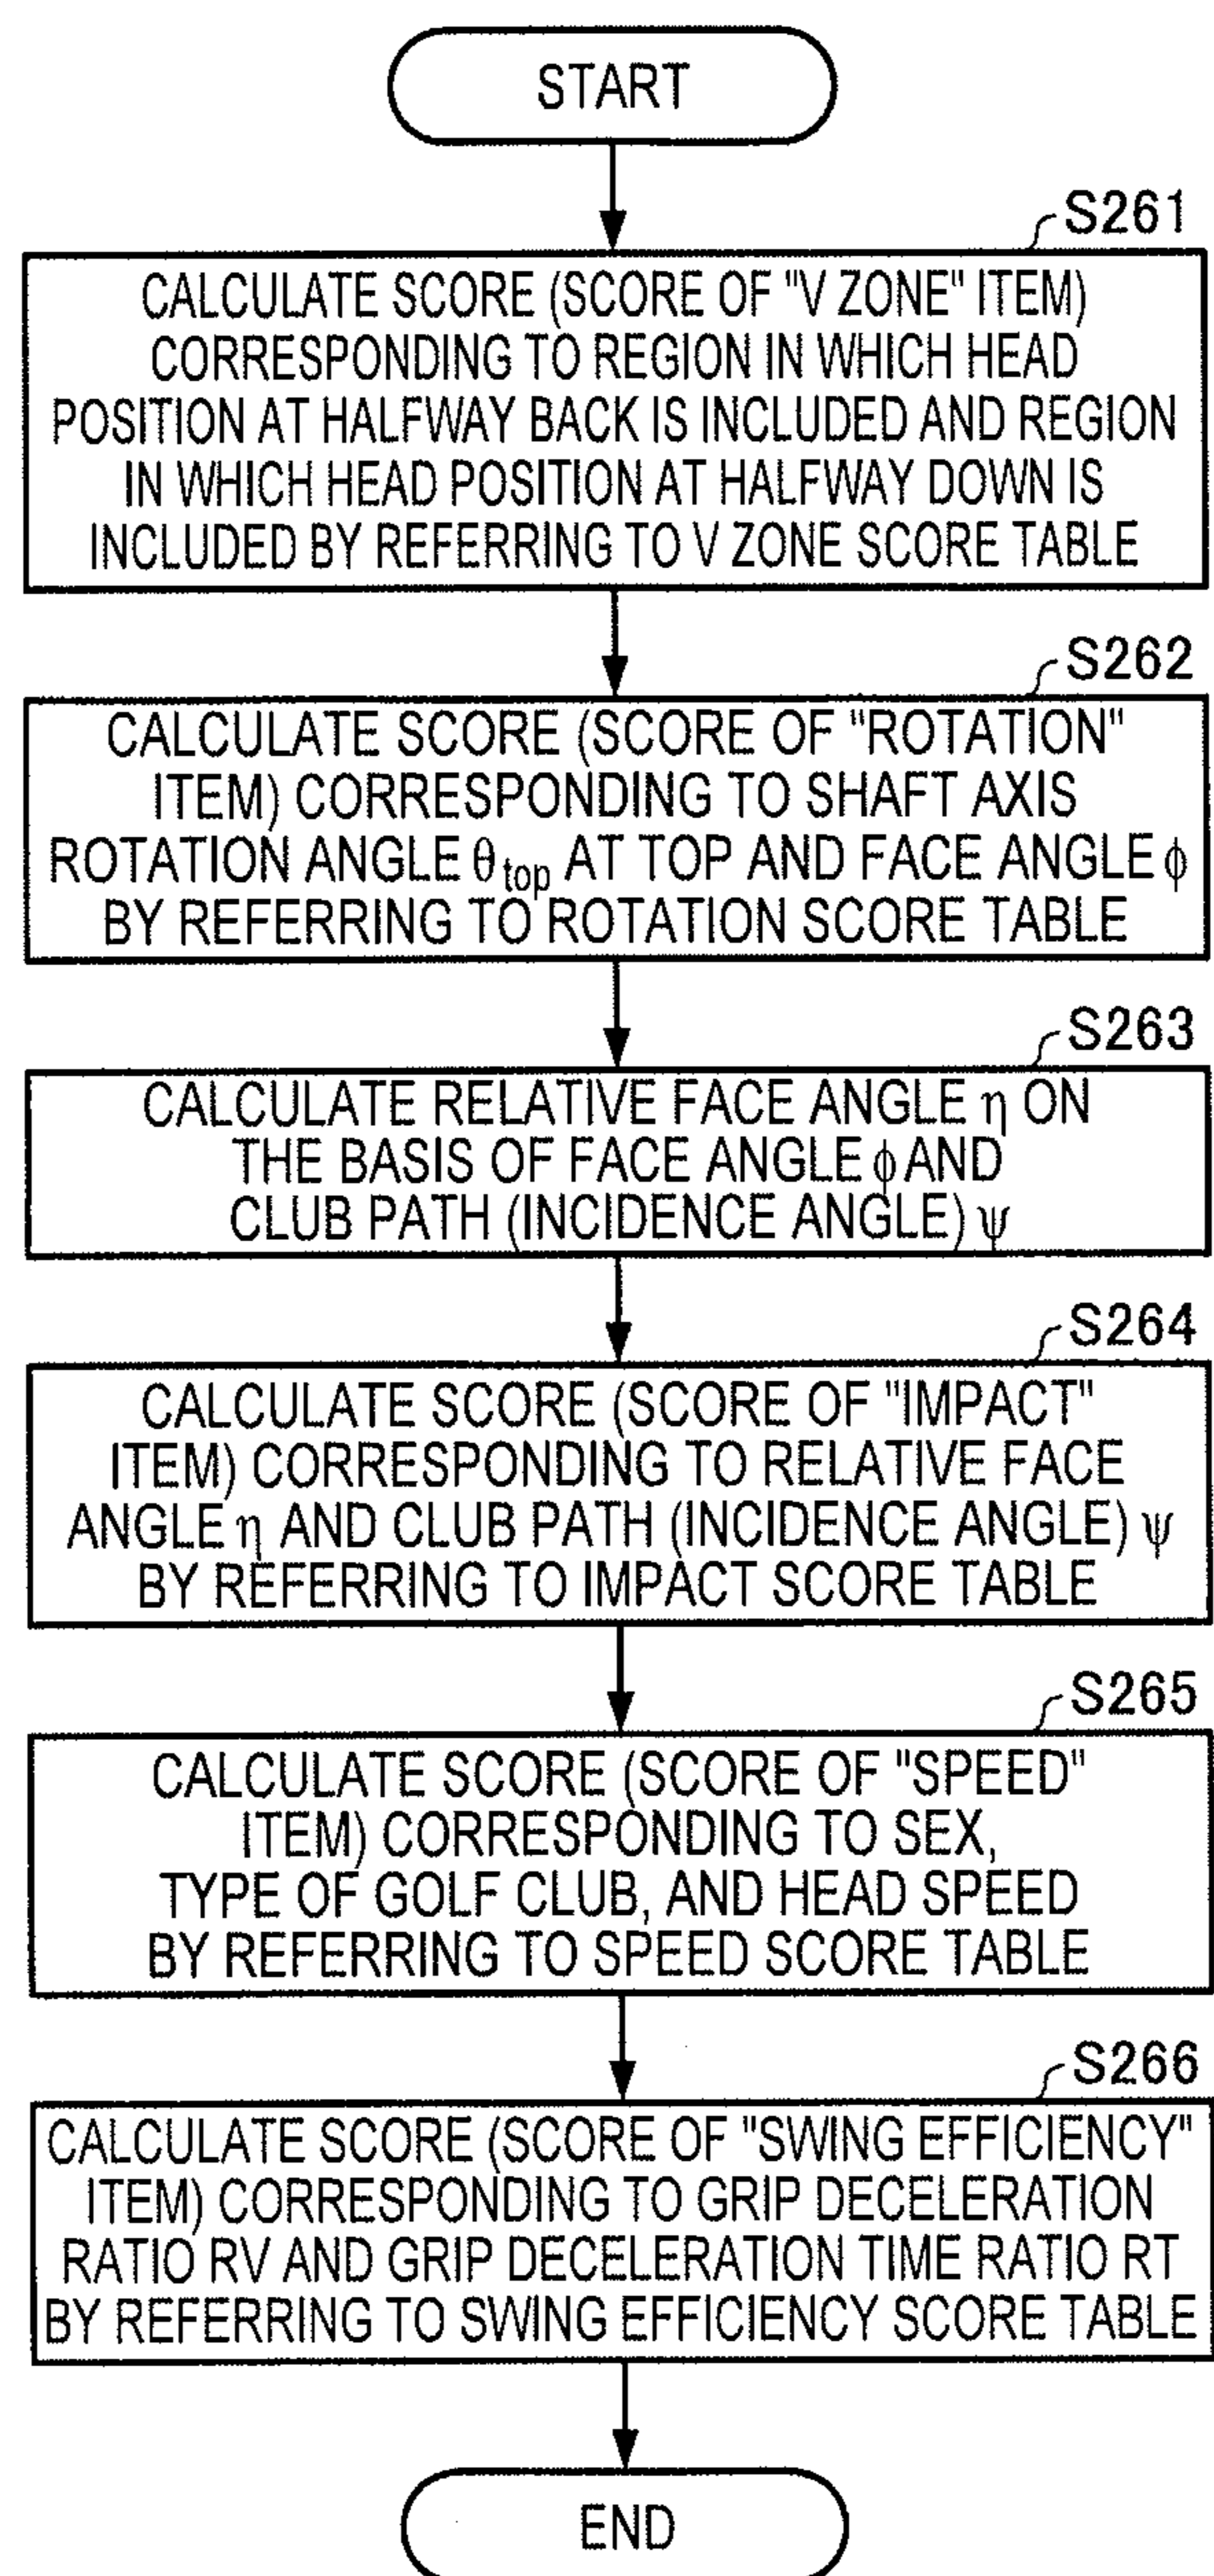 START
S261
CALCULATE SCORE (SCORE OF "V ZONE" ITEM)
CORRESPONDING TO REGION IN WHICH HEAD
POSITION AT HALFWAY BACK IS INCLUDED AND REGION
IN WHICH HEAD POSITION AT HALFWAY DOWN IS
INCLUDED BY REFERRING TO V ZONE SCORE TABLE
S262
CALCULATE SCORE (SCORE OF "ROTATION"
ITEM) CORRESPONDING TO SHAFT AXIS
ROTATION ANGLE θtop AT TOP AND FACE ANGLE ϕ
BY REFERRING TO ROTATION SCORE TABLE
S263
CALCULATE RELATIVE FACE ANGLE η ON
THE BASIS OF FACE ANGLE ϕ AND
CLUB PATH (INCIDENCE ANGLE) ψ
S264
CALCULATE SCORE (SCORE OF "IMPACT"
ITEM) CORRESPONDING TO RELATIVE FACE
ANGLE η AND CLUB PATH (INCIDENCE ANGLE) ψ
BY REFERRING TO IMPACT SCORE TABLE
S265
CALCULATE SCORE (SCORE OF "SPEED"
ITEM) CORRESPONDING TO SEX,
TYPE OF GOLF CLUB, AND HEAD SPEED
BY REFERRING TO SPEED SCORE TABLE
S266
CALCULATE SCORE (SCORE OF "SWING EFFICIENCY"
ITEM) CORRESPONDING TO GRIP DECELERATION
RATIO RV AND GRIP DECELERATION TIME RATIO RT
BY REFERRING TO SWING EFFICIENCY SCORE TABLE
END